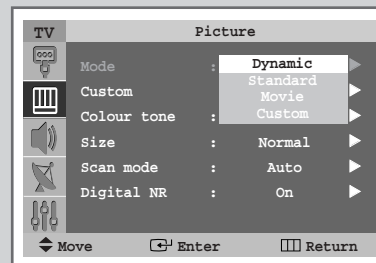 TV Picture
Mode : Dynamic
Standard
Movie
Custom
Custom
Colour tone :
Size : Normal
Scan mode : Auto
Digital NR : On
Move Enter Return